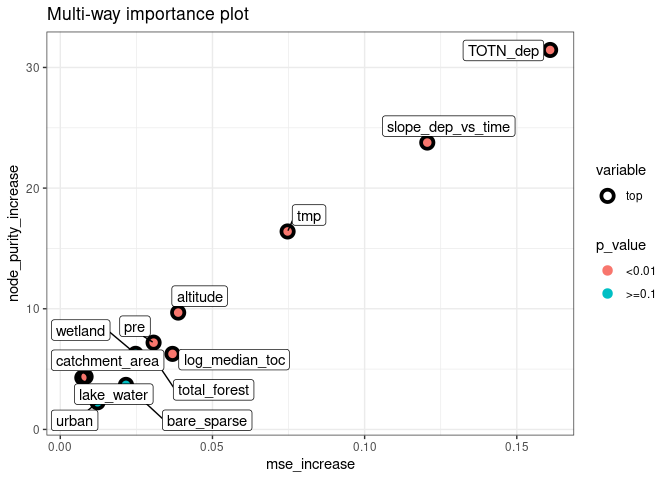 Multi-way importance plot
TOTN_dep
slope_dep_vs_time
tmp
altitude
pre
wetland
catchment_area
log_median_toc
total_forest
lake_water
urban
bare_sparse
30
20
10
0
0.00
0.05
0.10
0.15
mse_increase
node_purity_increase
variable
top
p_value
<0.01
>=0.1